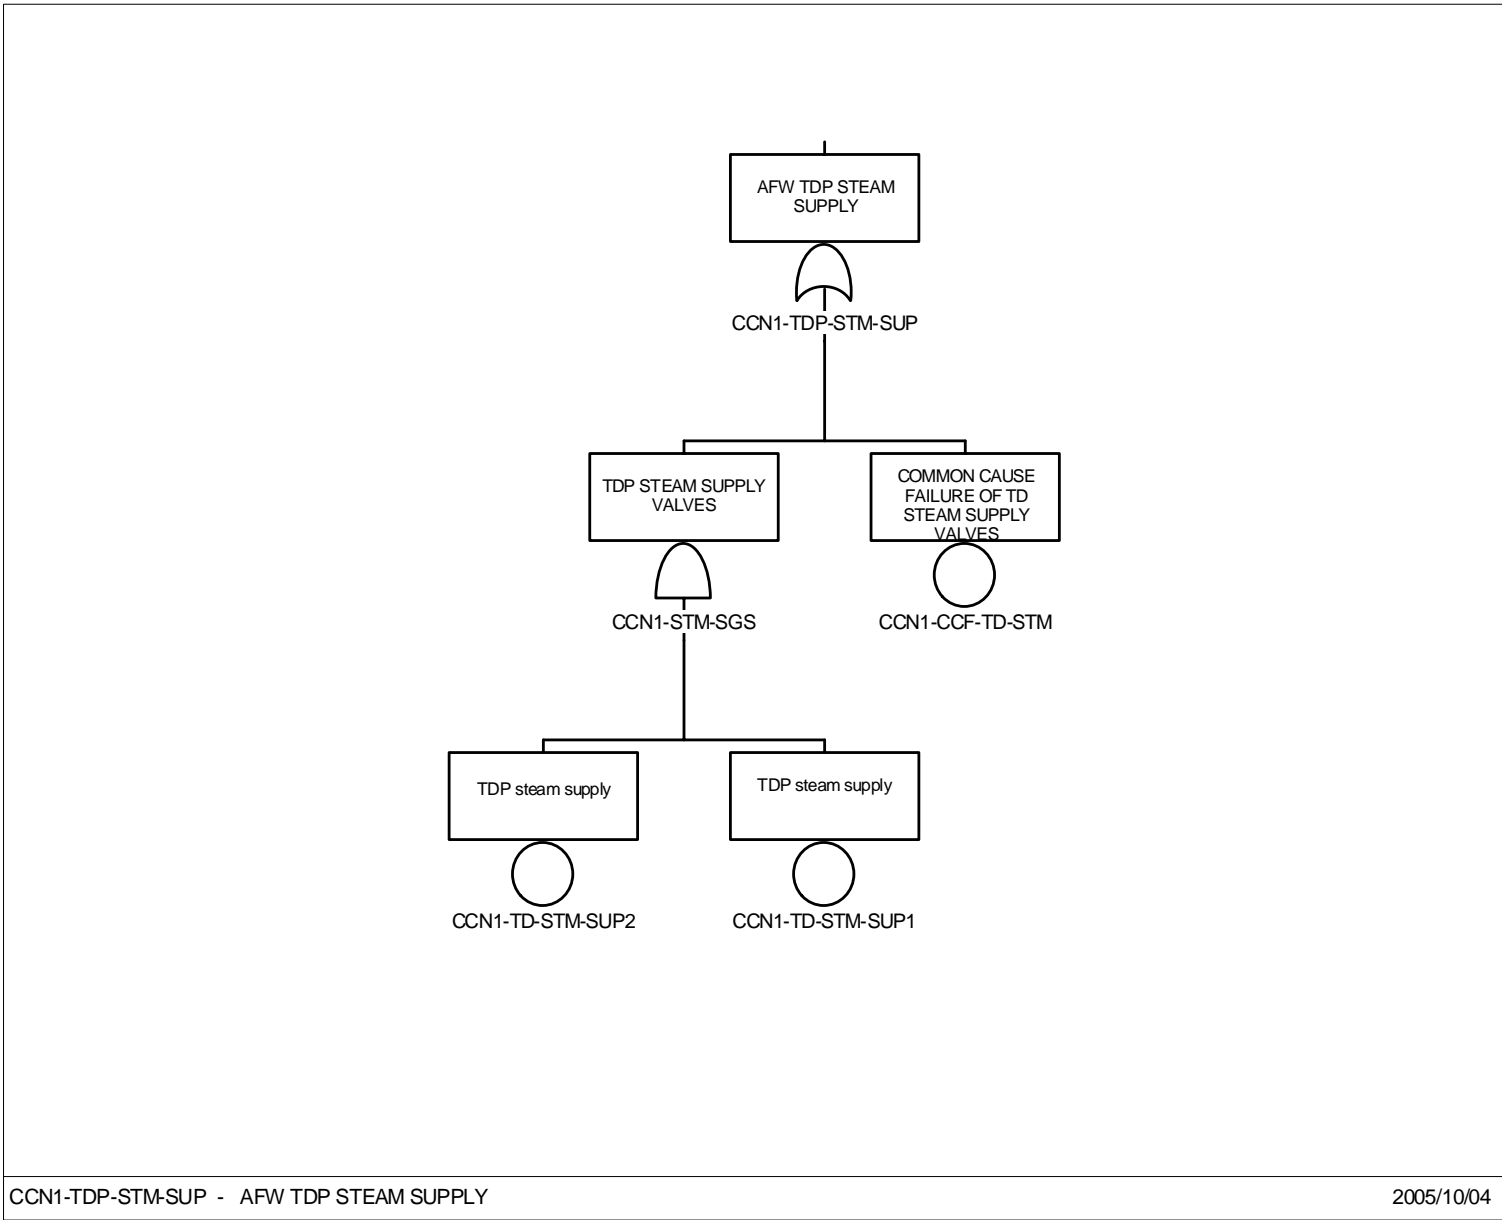 AFW TDP STEAM
SUPPLY
CCN1-TDP-STM-SUP
TDP STEAM SUPPLY
VALVES
CCN1-STM-SGS
COMMON CAUSE
FAILURE OF TD
STEAM SUPPLY
VALVES
CCN1-CCF-TD-STM
TDP steam supply
CCN1-TD-STM-SUP2
TDP steam supply
CCN1-TD-STM-SUP1
CCN1-TDP-STM-SUP - AFW TDP STEAM SUPPLY
2005/10/04